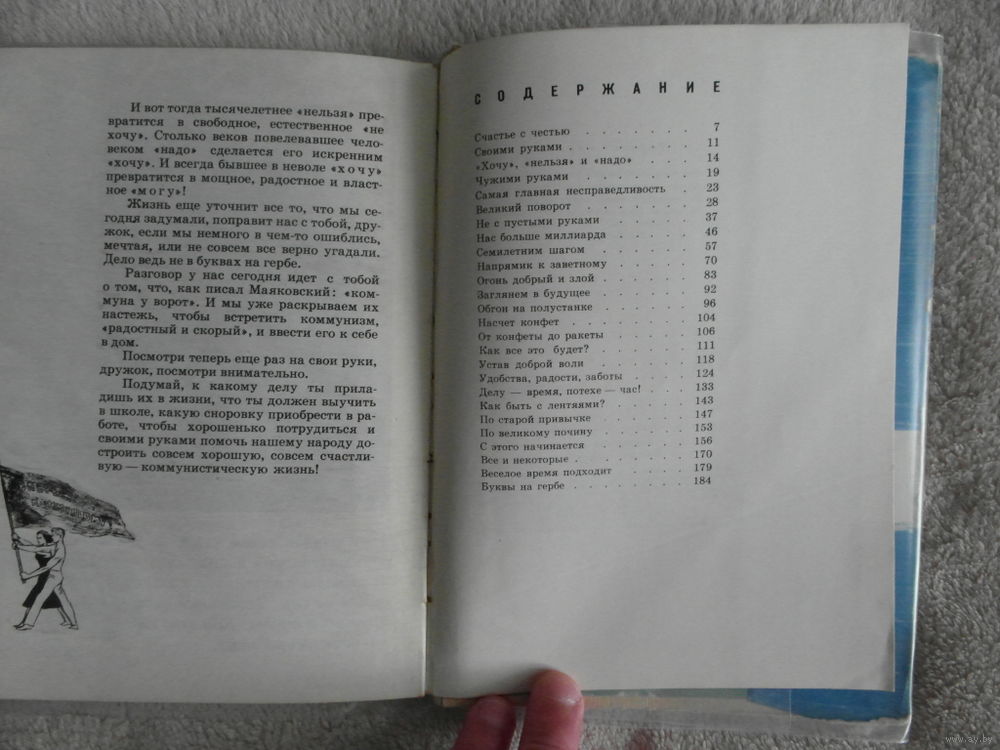 И вот тогда тысячелетнее «нельзя» пре-
вратится в свободное, естественное «не
хочу». Столько веков повелевавшее чело-
веком «надо» сделается его искренним
«хочу». И всегда бывшее в неволе «хочу»
превратится в мощное, радостное и власт-
ное «могу»!
Жизнь еще уточнит все то, что мы се-
годня задумали, поправит нас с тобой, дру-
жок, если мы немного в чем-то ошиблись,
мечтая, или не совсем все верно угадали.
Дело ведь не в буквах на гербе.
Разговор у нас сегодня идет с тобой
о том, что, как писал Маяковский: «ком-
муна у ворот». И мы уже раскрываем их
настежь, чтобы встретить коммунизм,
«радостный и скорый», и ввести его к себе
в дом.
Посмотри теперь еще раз на свои руки,
дружок, посмотри внимательно.
Подумай, к какому делу ты прила-
дишь их в жизни, что ты должен выучить
в школе, какую сноровку приобрести в ра-
боте, чтобы хорошенько потрудиться и
своими руками помочь нашему народу до-
строить совсем хорошую, совсем счастли-
вую — коммунистическую жизнь!
СОДЕРЖАНИЕ
Счастье с честью . . . . . . . 7
Своими руками . . . . . . . . 11
«Хочу», «нельзя» и «надо» . . . . 14
Чужими руками . . . . . . . 19
Самая главная несправедливость . 23
Великий поворот . . . . . . . 28
Не с пустыми руками . . . . . 37
Нас больше миллиарда . . . . . 46
Семилетним шагом . . . . . . 57
Напрямик к заветному . . . . . 70
Огонь добрый и злой . . . . . . 83
Заглянем в будущее . . . . . . 92
Обгон на полустанке . . . . . . 96
Насчет конфет . . . . . . . . 104
От конфеты до ракеты . . . . . 106
Как все это будет? . . . . . . 111
Устав доброй воли . . . . . . 118
Удобства, радости, заботы . . . . 124
Делу — время, потехе — час! . . . 133
Как быть с лентяями? . . . . . 143
По старой привычке . . . . . . 147
По великому почину . . . . . . 153
С этого начинается . . . . . . 156
Все и некоторые . . . . . . . . 170
Веселое время подходит . . . . 179
Буквы на гербе . . . . . . . . 184
www.ay.by